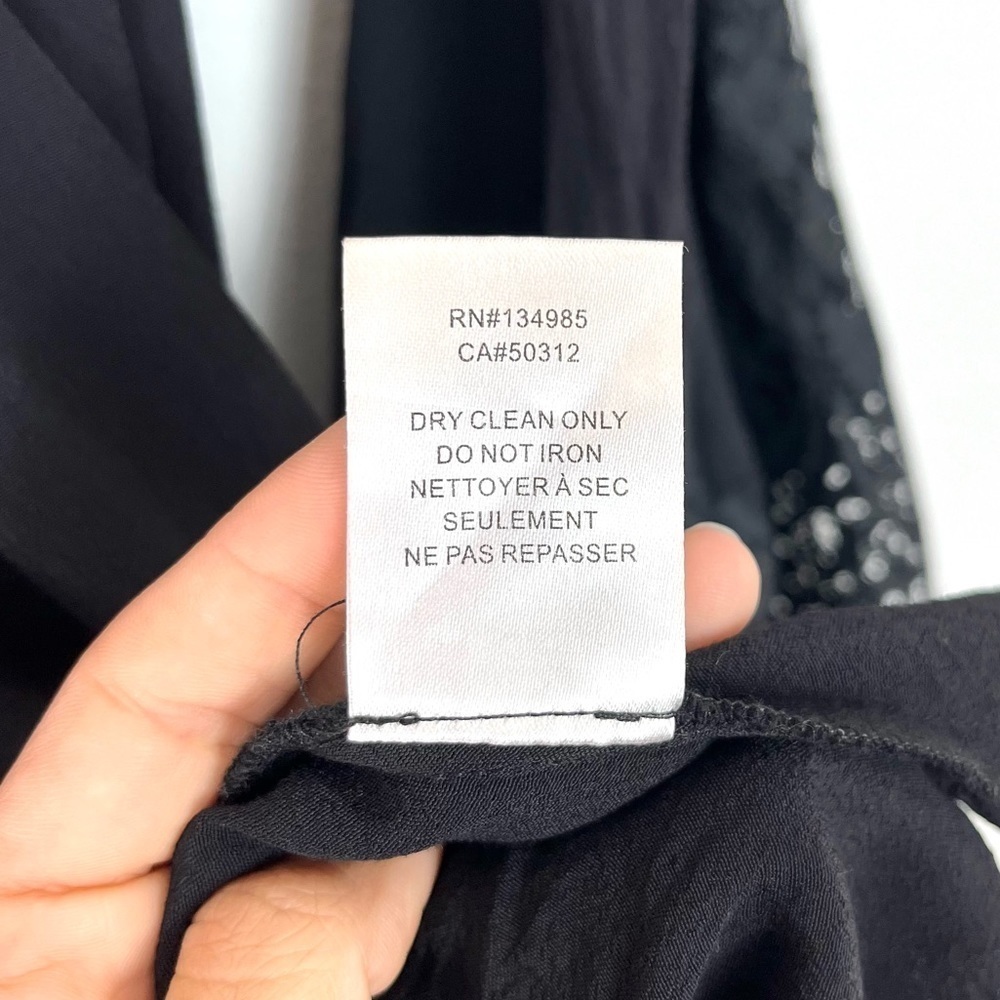 RN#134985
CA#50312
DRY CLEAN ONLY
DO NOT IRON
NETTOYER À SEC
SEULEMENT
NE PAS REPASSER